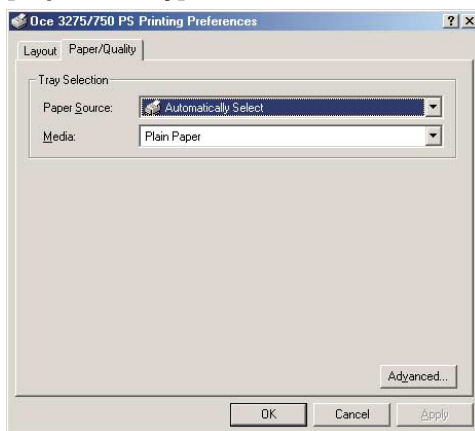 Oce 3275/750 PS Printing Preferences
Layout Paper/Quality
Tray Selection
Paper Source: Automatically Select
Media: Plain Paper
Advanced...
OK Cancel Apply